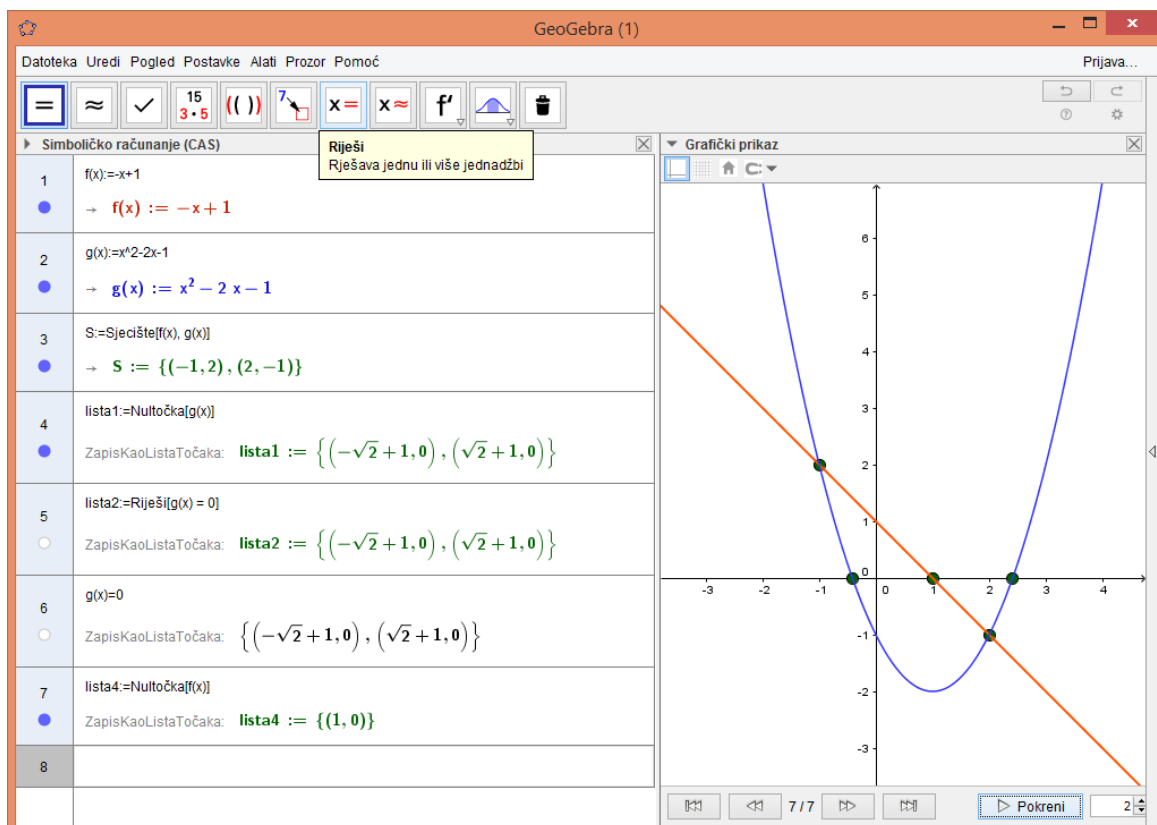 GeoGebra (1)
Datoteka Uredi Pogled Postavke Alati Prozor Pomoć Prijava...
= ≈ ✓ 15 3·5 (( )) 7 x= x≈ f′
Simboličko računanje (CAS)
Riješi
Rješava jednu ili više jednadžbi
1 f(x):=-x+1
→ f(x) := −x + 1
2 g(x):=x^2-2x-1
→ g(x) := x² − 2 x − 1
3 S:=Sjecište[f(x), g(x)]
→ S := {(−1, 2) , (2, −1)}
4 lista1:=Nultočka[g(x)]
ZapisKaoListaTočaka: lista1 := {(−√2 + 1, 0) , (√2 + 1, 0)}
5 lista2:=Riješi[g(x) = 0]
ZapisKaoListaTočaka: lista2 := {(−√2 + 1, 0) , (√2 + 1, 0)}
6 g(x)=0
ZapisKaoListaTočaka: {(−√2 + 1, 0) , (√2 + 1, 0)}
7 lista4:=Nultočka[f(x)]
ZapisKaoListaTočaka: lista4 := {(1, 0)}
8
Grafički prikaz
6
5
4
3
2
1
0
-3 -2 -1 0 1 2 3 4
-1
-2
-3
7 / 7 Pokreni 2